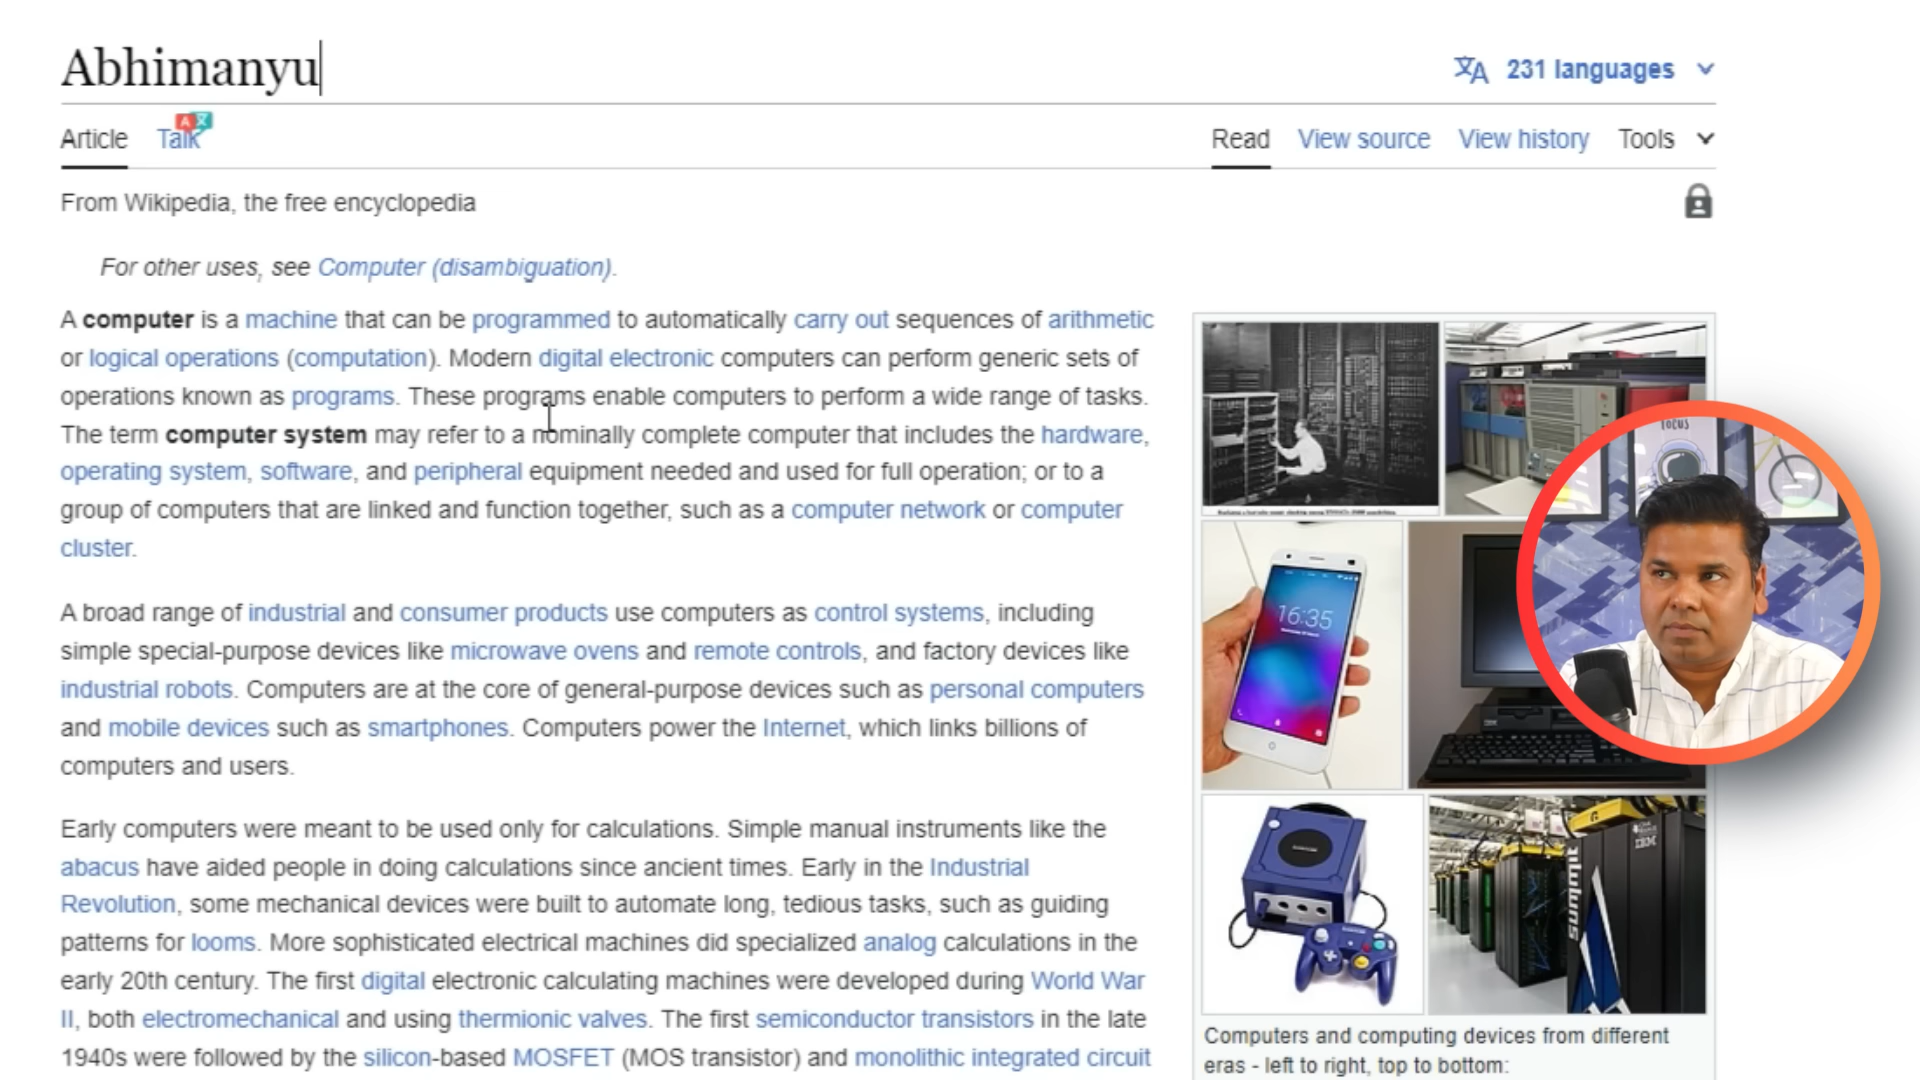 Abhimanyu
231 languages
Article Talk
Read View source View history Tools
From Wikipedia, the free encyclopedia
For other uses, see Computer (disambiguation).
A computer is a machine that can be programmed to automatically carry out sequences of arithmetic
or logical operations (computation). Modern digital electronic computers can perform generic sets of
operations known as programs. These programs enable computers to perform a wide range of tasks.
The term computer system may refer to a nominally complete computer that includes the hardware,
operating system, software, and peripheral equipment needed and used for full operation; or to a
group of computers that are linked and function together, such as a computer network or computer
cluster.
A broad range of industrial and consumer products use computers as control systems, including
simple special-purpose devices like microwave ovens and remote controls, and factory devices like
industrial robots. Computers are at the core of general-purpose devices such as personal computers
and mobile devices such as smartphones. Computers power the Internet, which links billions of
computers and users.
Early computers were meant to be used only for calculations. Simple manual instruments like the
abacus have aided people in doing calculations since ancient times. Early in the Industrial
Revolution, some mechanical devices were built to automate long, tedious tasks, such as guiding
patterns for looms. More sophisticated electrical machines did specialized analog calculations in the
early 20th century. The first digital electronic calculating machines were developed during World War
II, both electromechanical and using thermionic valves. The first semiconductor transistors in the late
1940s were followed by the silicon-based MOSFET (MOS transistor) and monolithic integrated circuit
FOCUS
16:35
IBM
Computers and computing devices from different
eras - left to right, top to bottom: